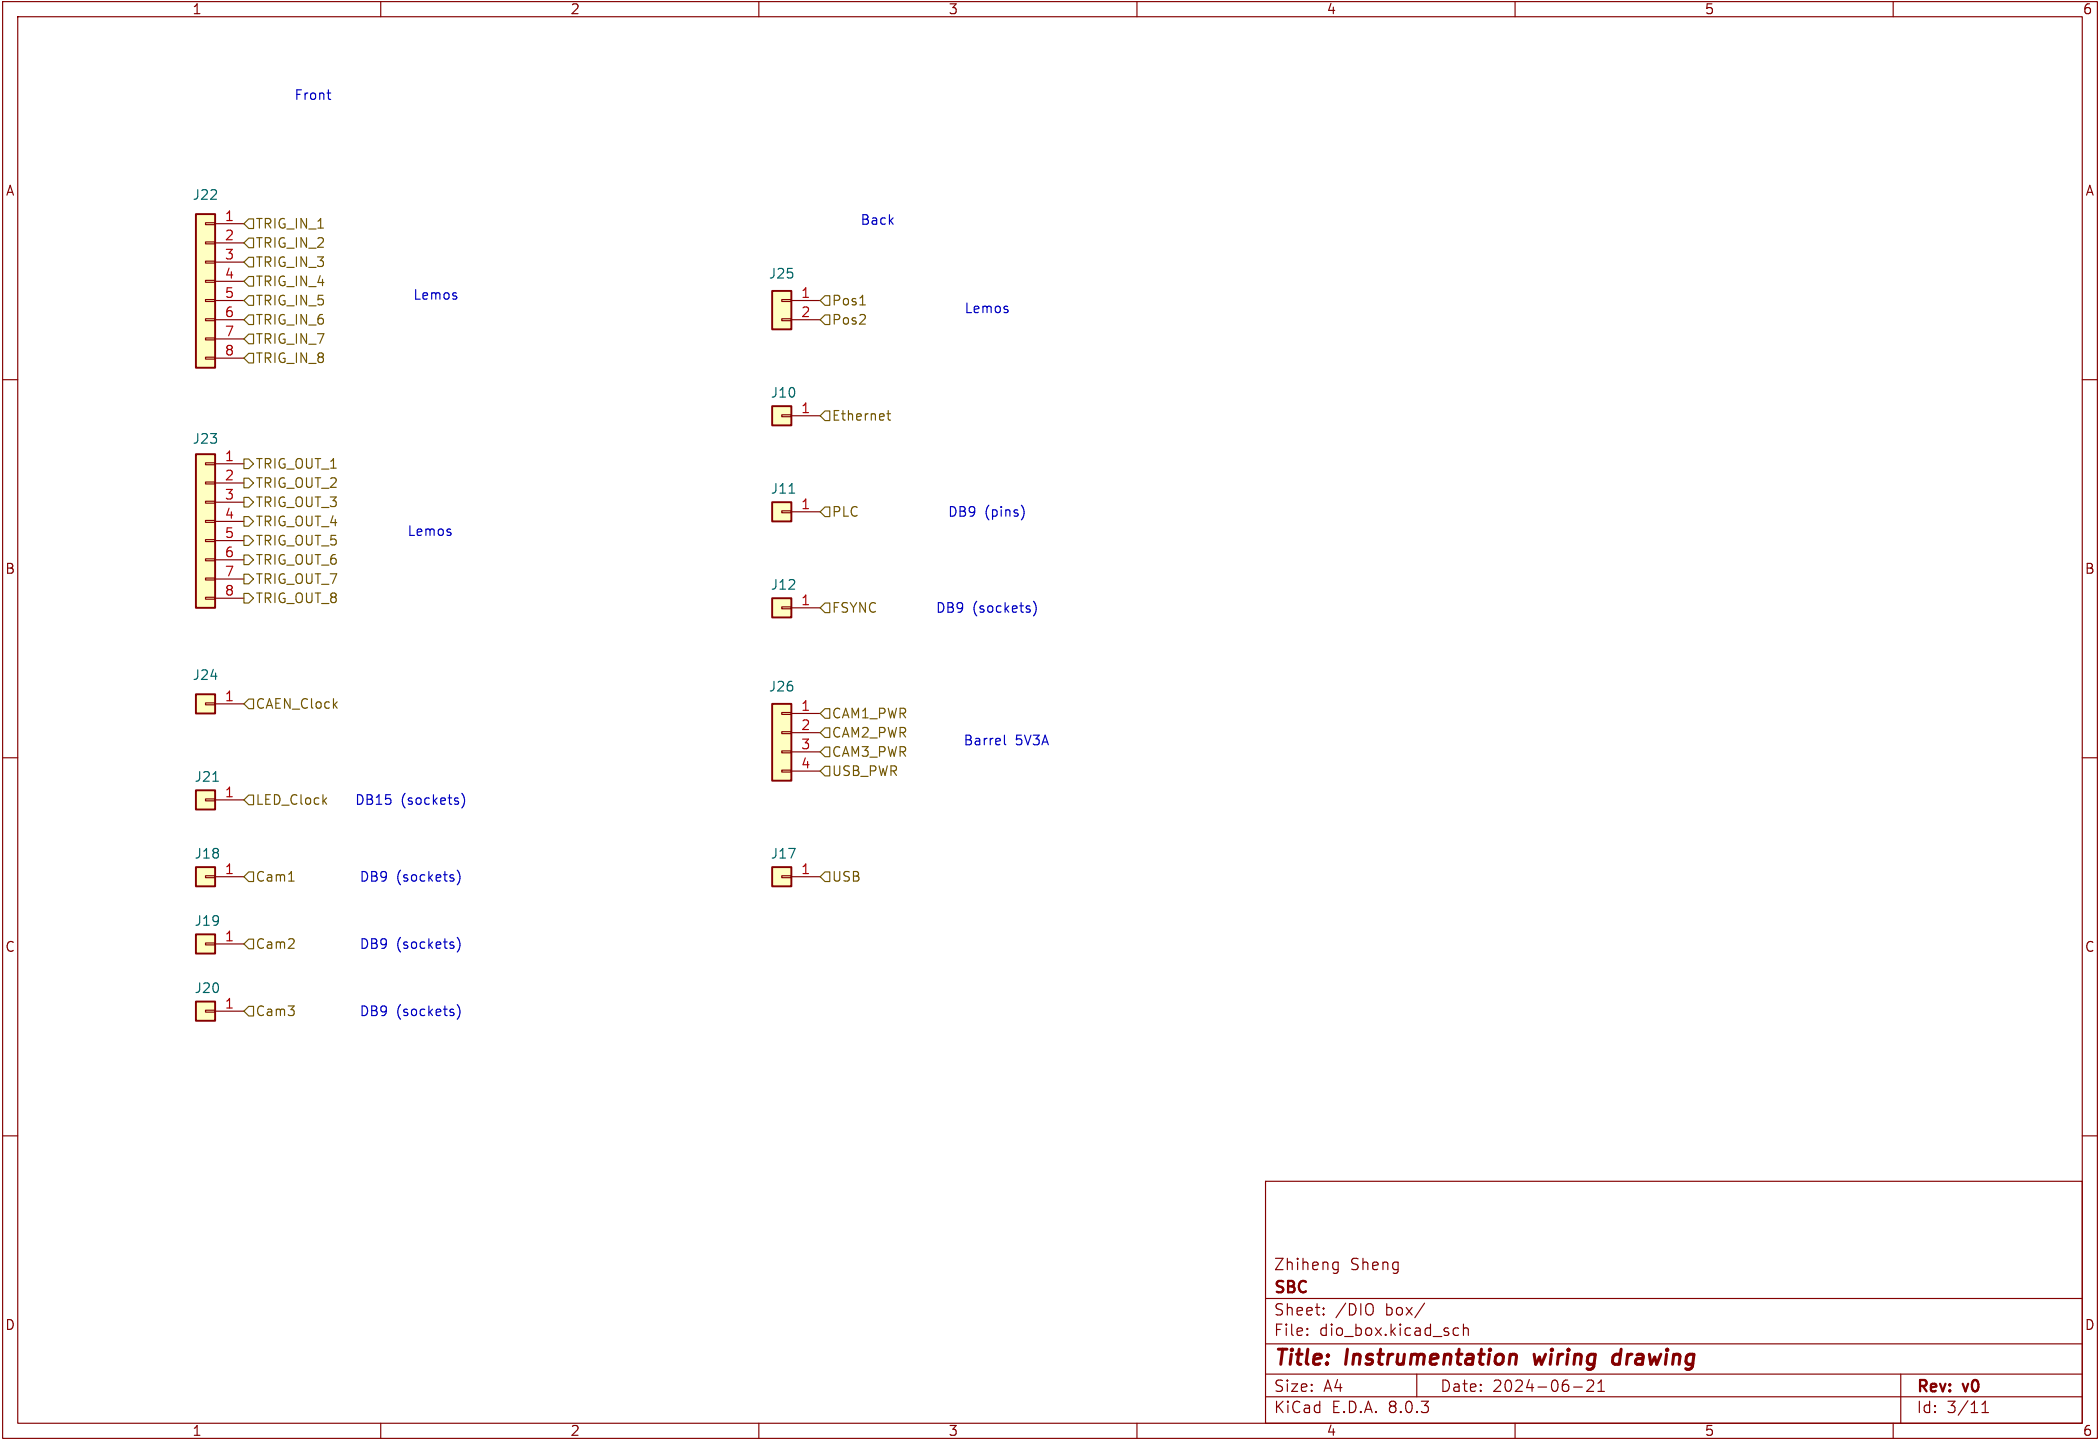 1 2 3 4 5 6
Front
A A
J22
1 TRIG_IN_1
2 TRIG_IN_2
3 TRIG_IN_3
4 TRIG_IN_4
5 TRIG_IN_5
6 TRIG_IN_6
7 TRIG_IN_7
8 TRIG_IN_8
Lemos
J23
1 TRIG_OUT_1
2 TRIG_OUT_2
3 TRIG_OUT_3
4 TRIG_OUT_4
5 TRIG_OUT_5
6 TRIG_OUT_6
7 TRIG_OUT_7
8 TRIG_OUT_8
Lemos
J24
1 CAEN_Clock
J21
1 LED_Clock DB15 (sockets)
J18
1 Cam1 DB9 (sockets)
J19
1 Cam2 DB9 (sockets)
J20
1 Cam3 DB9 (sockets)
Back
J25
1 Pos1
2 Pos2
Lemos
J10
1 Ethernet
J11
1 PLC DB9 (pins)
J12
1 FSYNC DB9 (sockets)
J26
1 CAM1_PWR
2 CAM2_PWR
3 CAM3_PWR
4 USB_PWR
Barrel 5V3A
J17
1 USB
B B
C C
D D
Zhiheng Sheng
SBC
Sheet: /DIO box/
File: dio_box.kicad_sch
Title: Instrumentation wiring drawing
Size: A4 Date: 2024-06-21 Rev: v0
KiCad E.D.A. 8.0.3 Id: 3/11
1 2 3 4 5 6